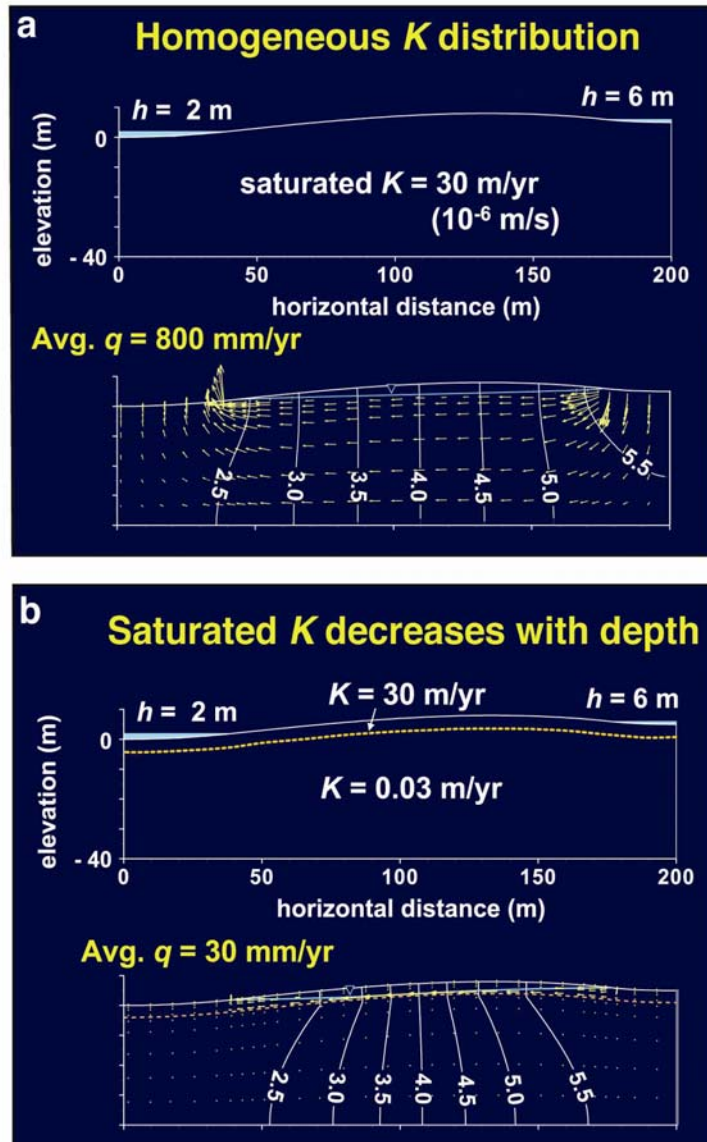 a
Homogeneous K distribution
h = 2 m
h = 6 m
0
saturated K = 30 m/yr
(10⁻⁶ m/s)
elevation (m)
- 40
0 50 100 150 200
horizontal distance (m)
Avg. q = 800 mm/yr
2.5 3.0 3.5 4.0 4.5 5.0 5.5
b
Saturated K decreases with depth
K = 30 m/yr
h = 2 m
h = 6 m
0
K = 0.03 m/yr
elevation (m)
- 40
0 50 100 150 200
horizontal distance (m)
Avg. q = 30 mm/yr
2.5 3.0 3.5 4.0 4.5 5.0 5.5